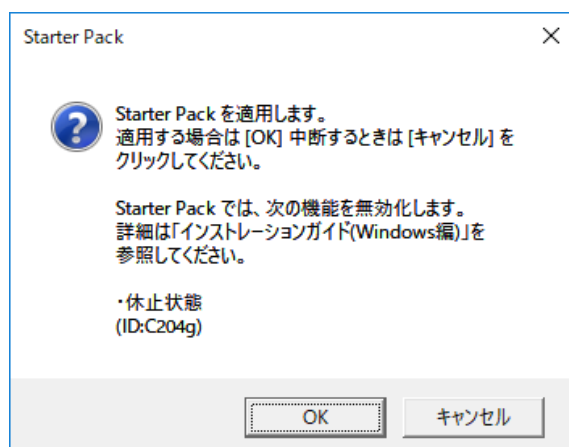 Starter Pack
Starter Pack を適用します。
適用する場合は [OK] 中断するときは [キャンセル] を
クリックしてください。
Starter Pack では、次の機能を無効化します。
詳細は「インストレーションガイド(Windows編)」を
参照してください。
・休止状態
(ID:C204g)
OK
キャンセル